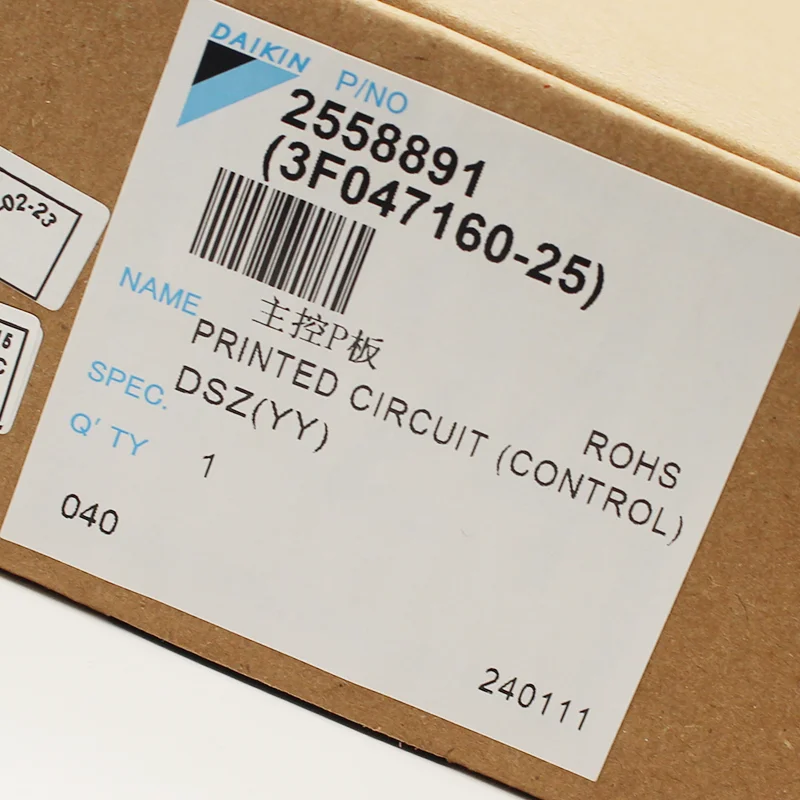 DAIKIN
P/NO
2558891
(3F047160-25)
NAME
主控P板
PRINTED CIRCUIT (CONTROL)
ROHS
SPEC.
DSZ(YY)
Q' TY
1
040
240111
02-23